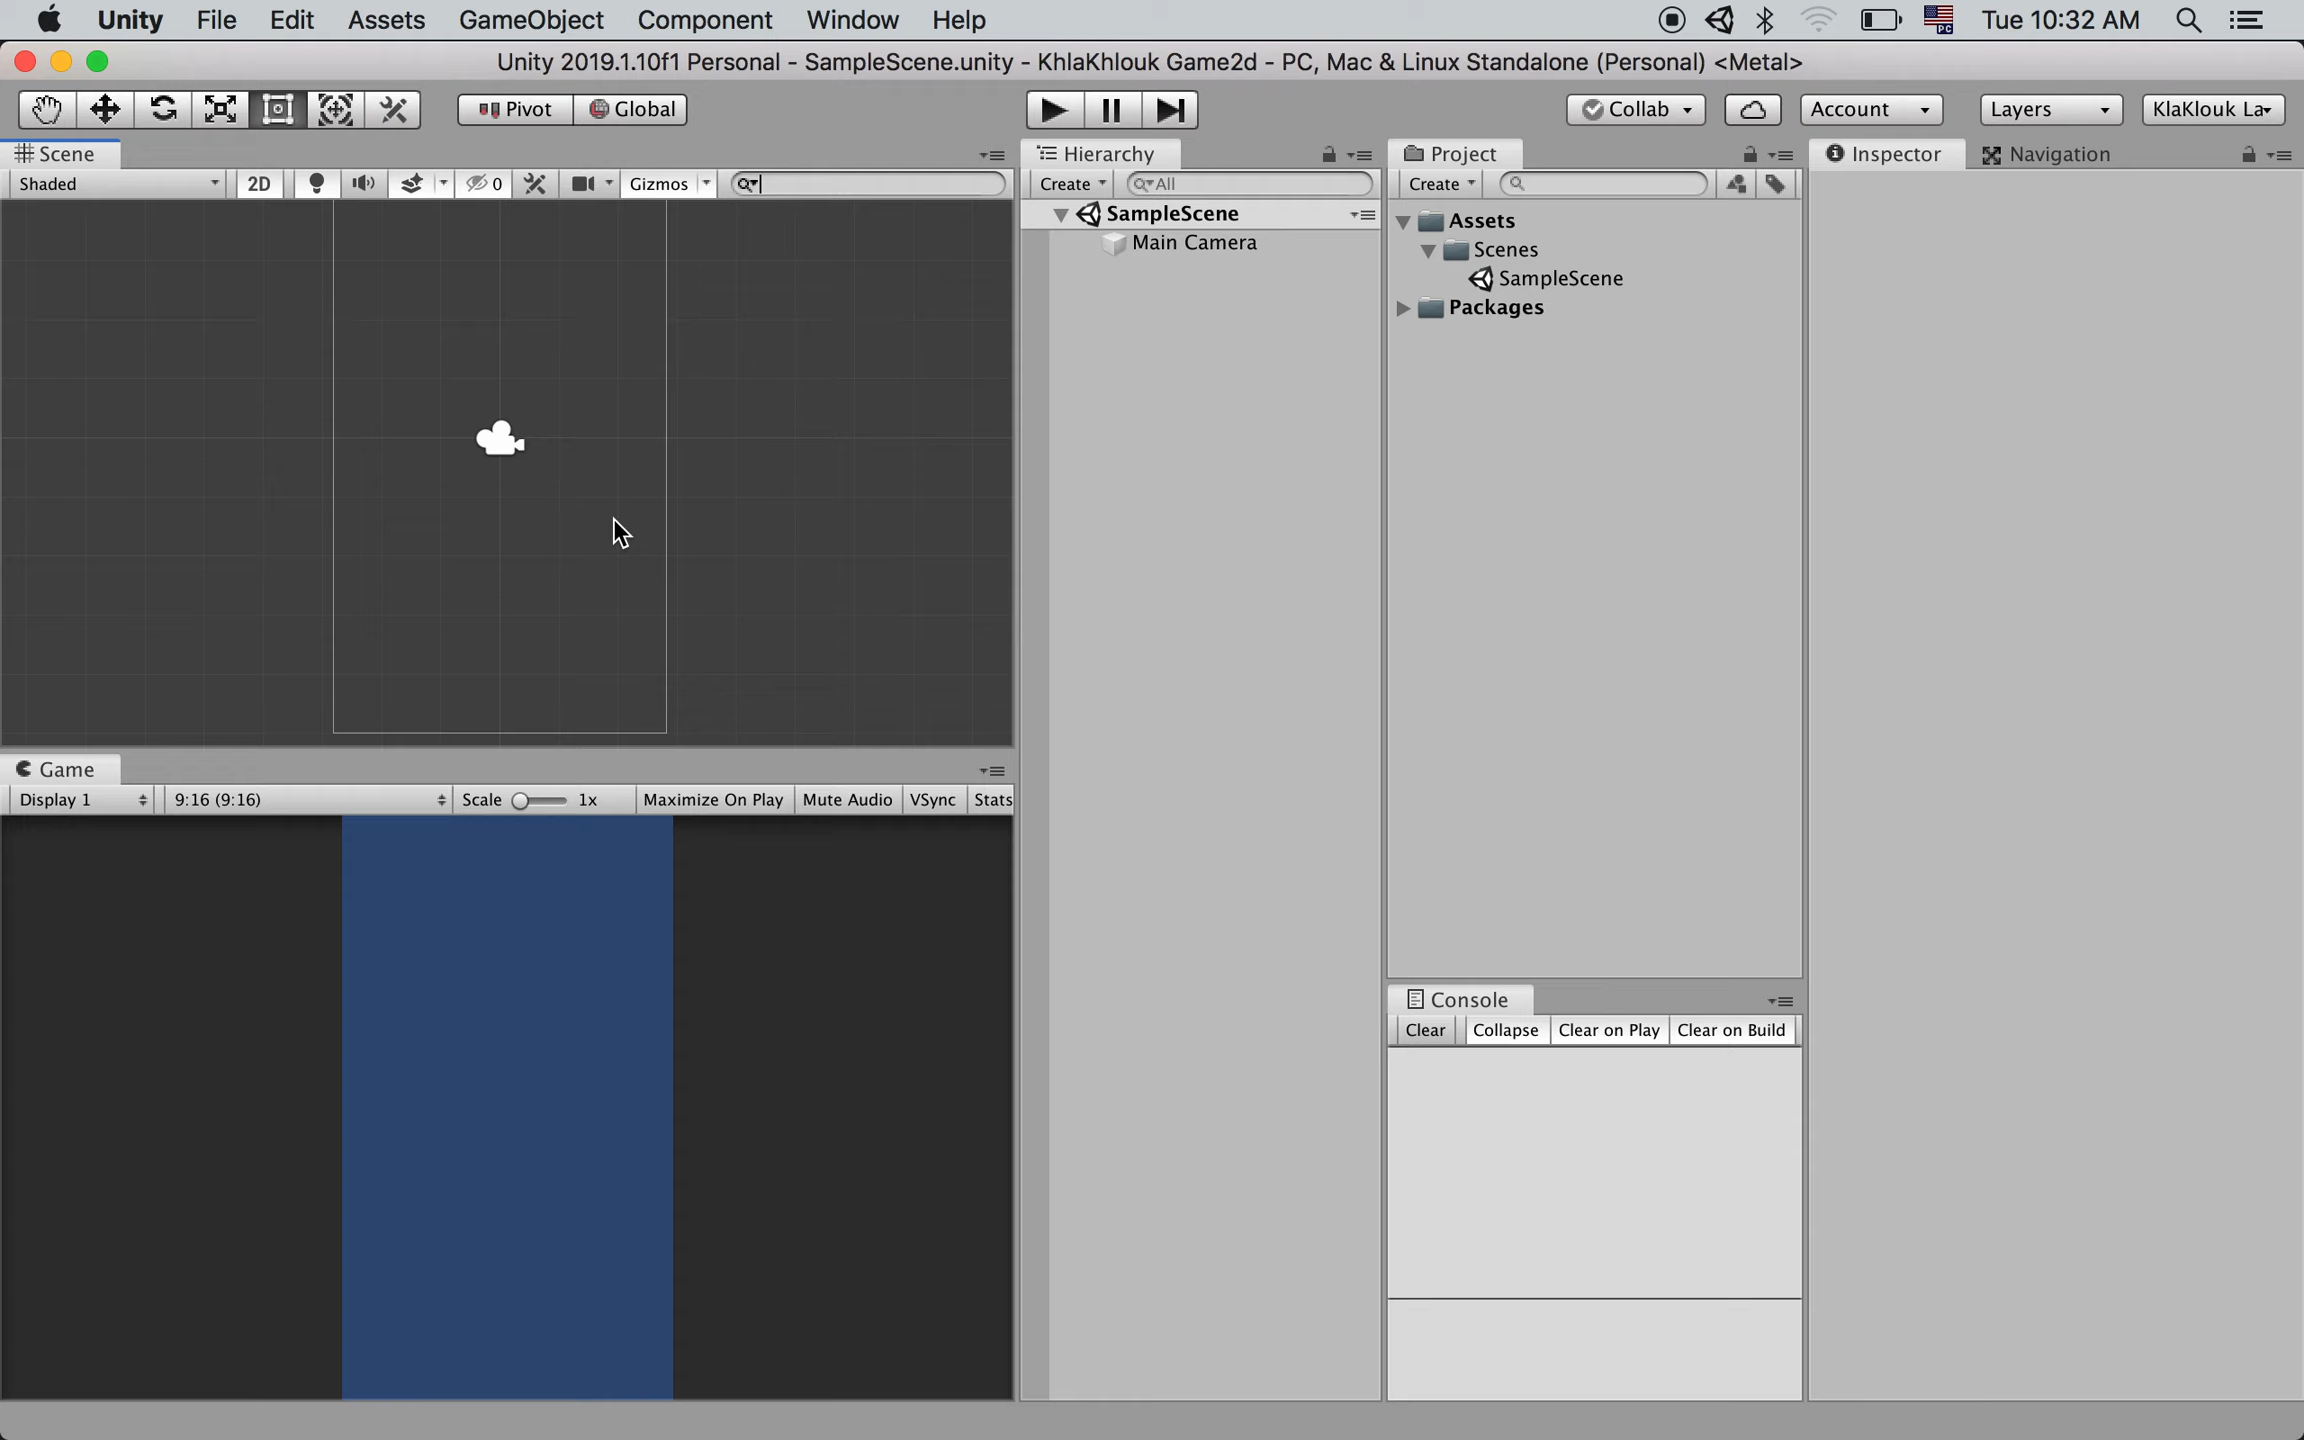 Unity File Edit Assets GameObject Component Window Help Tue 10:32 AM
Unity 2019.1.10f1 Personal - SampleScene.unity - KhlaKhlouk Game2d - PC, Mac & Linux Standalone (Personal) <Metal>
Pivot Global Collab Account Layers KlaKlouk La
Scene
Shaded 2D 0 Gizmos
Hierarchy
Create All
SampleScene
Main Camera
Project
Create
Assets
Scenes
SampleScene
Packages
Inspector Navigation
Game
Display 1 9:16 (9:16) Scale 1x Maximize On Play Mute Audio VSync Stats
Console
Clear Collapse Clear on Play Clear on Build